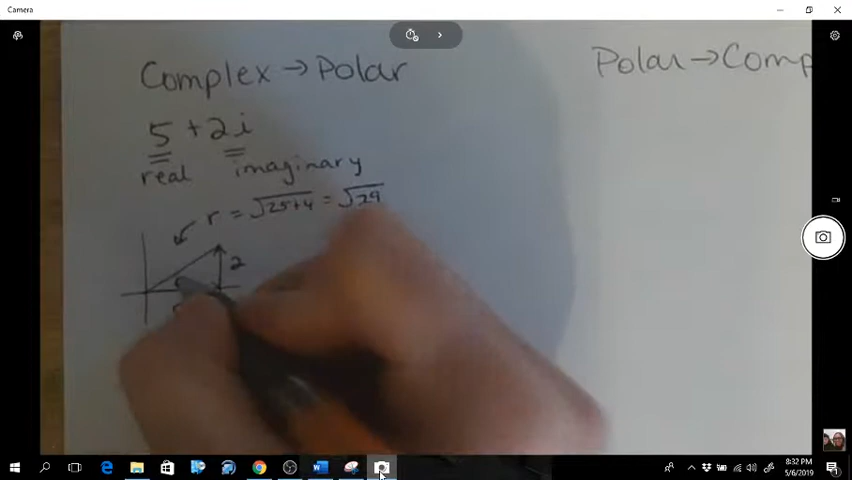 Camera
Complex → Polar
Polar → Comp
5 + 2i
real imaginary
r = √25+4 = √29
2
8:32 PM
5/6/2019